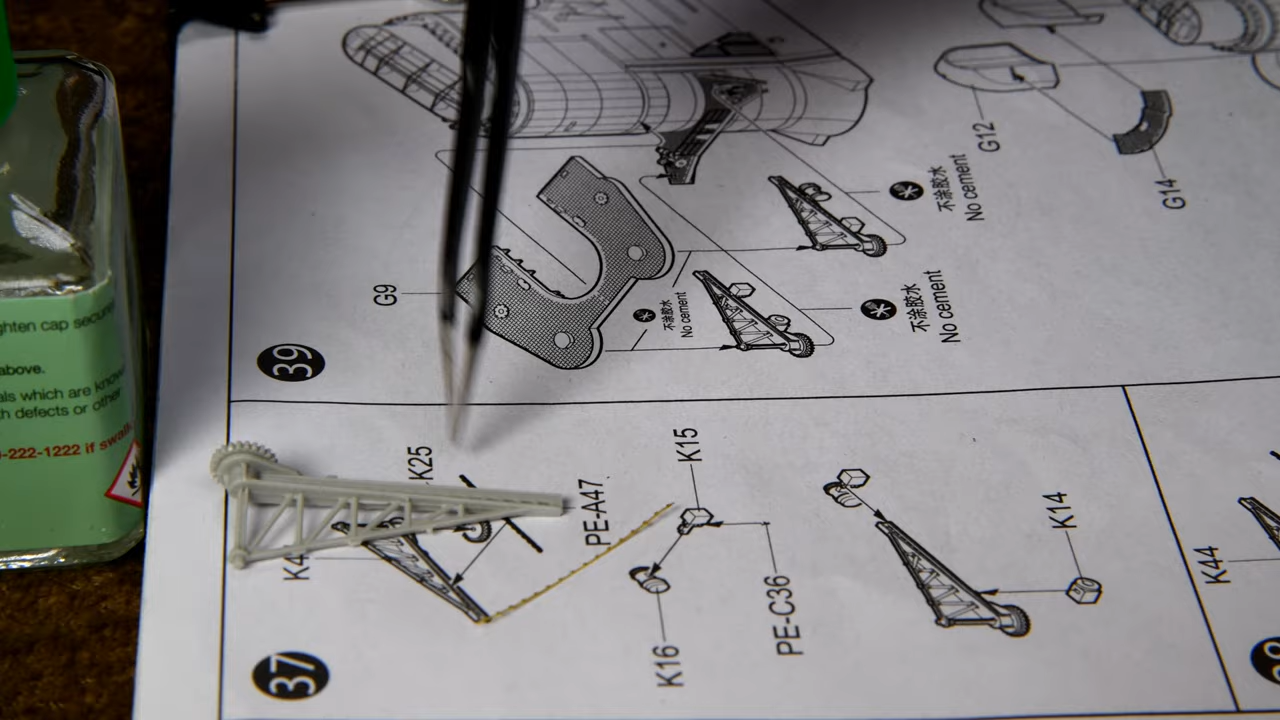 ghten cap secure
above.
als which are know
h defects or other
-222-1222 if swall
39
G9
不涂胶水
No cement
不涂胶水
No cement
不涂胶水
No cement
G12
G14
37
K25
PE-A47
K15
K16
PE-C36
K14
K44